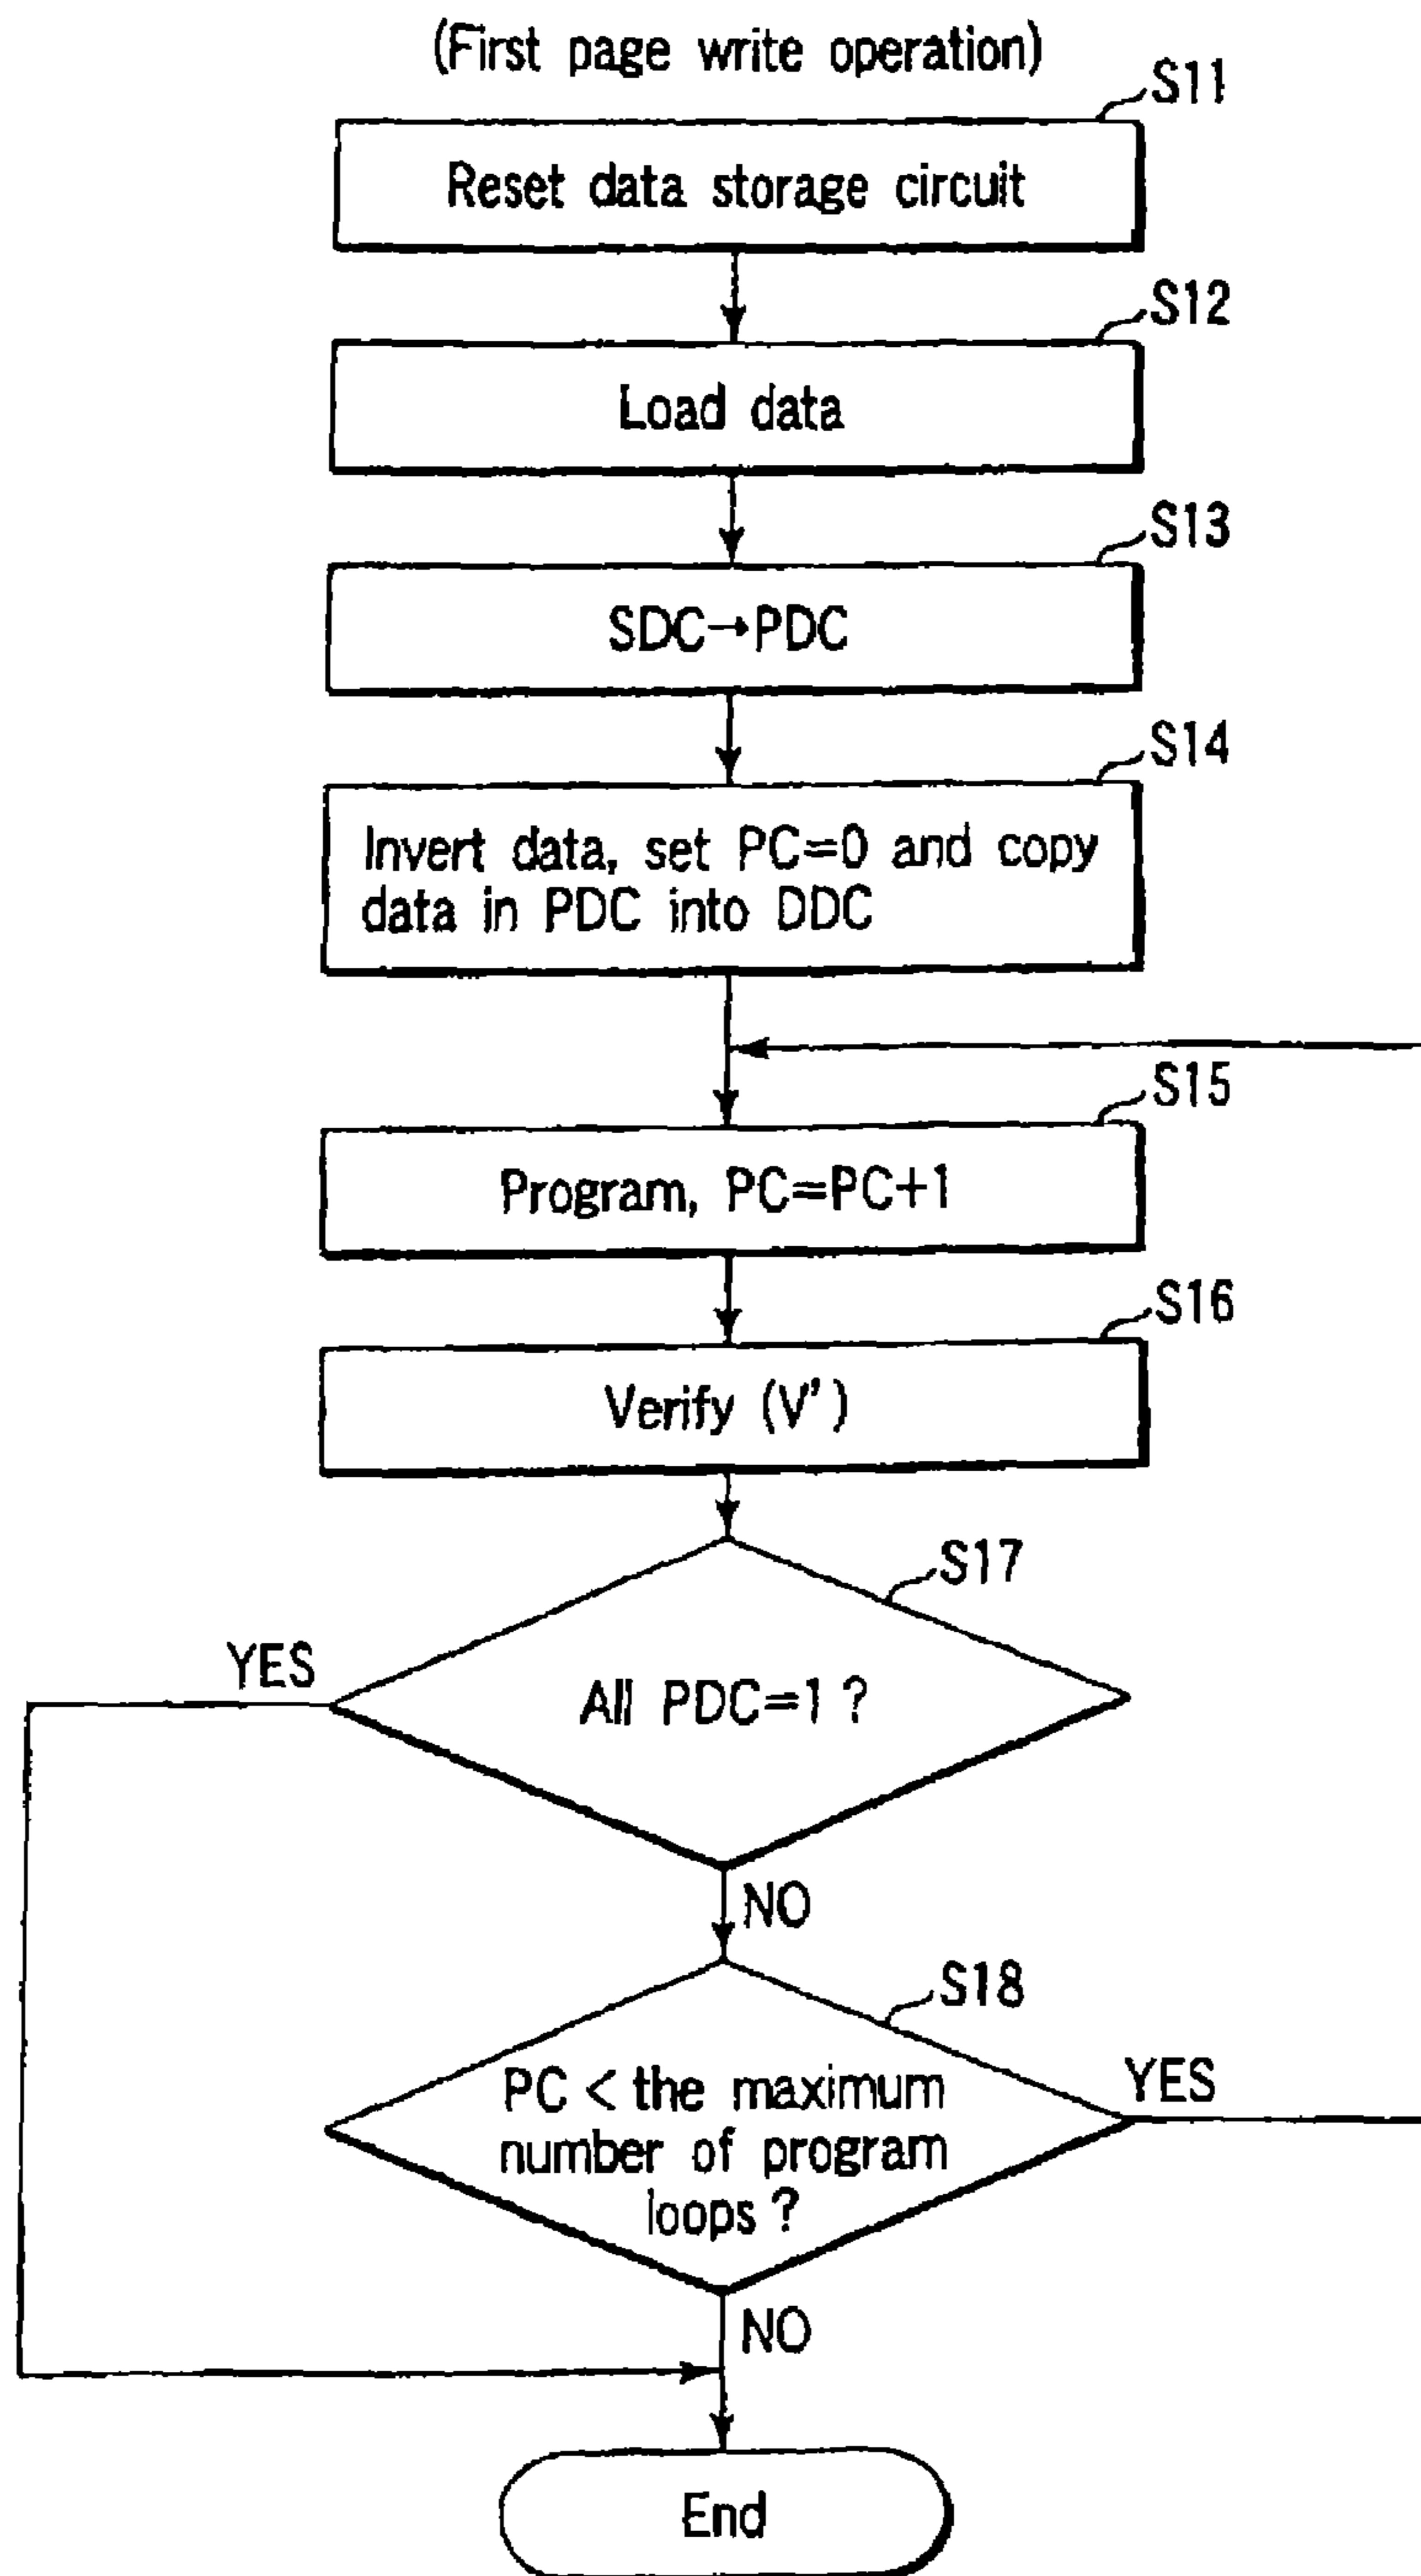 (First page write operation)
S11
Reset data storage circuit
S12
Load data
S13
SDC→PDC
S14
Invert data, set PC=0 and copy
data in PDC into DDC
S15
Program, PC=PC+1
S16
Verify (V')
S17
YES
All PDC=1 ?
NO
S18
PC < the maximum
number of program
loops ?
YES
NO
End